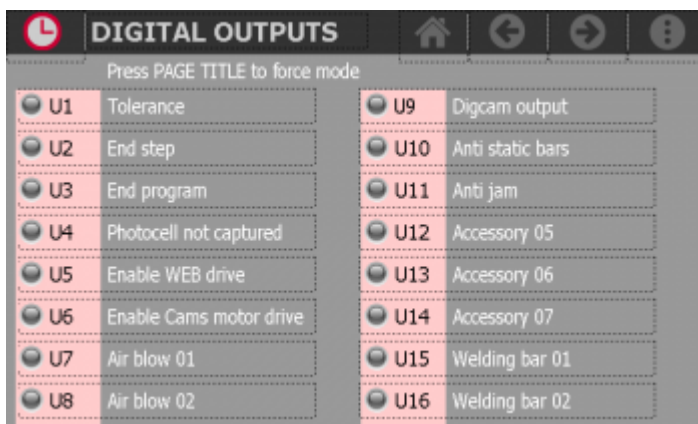 DIGITAL OUTPUTS
Press PAGE TITLE to force mode
U1 Tolerance
U2 End step
U3 End program
U4 Photocell not captured
U5 Enable WEB drive
U6 Enable Cams motor drive
U7 Air blow 01
U8 Air blow 02
U9 Digcam output
U10 Anti static bars
U11 Anti jam
U12 Accessory 05
U13 Accessory 06
U14 Accessory 07
U15 Welding bar 01
U16 Welding bar 02